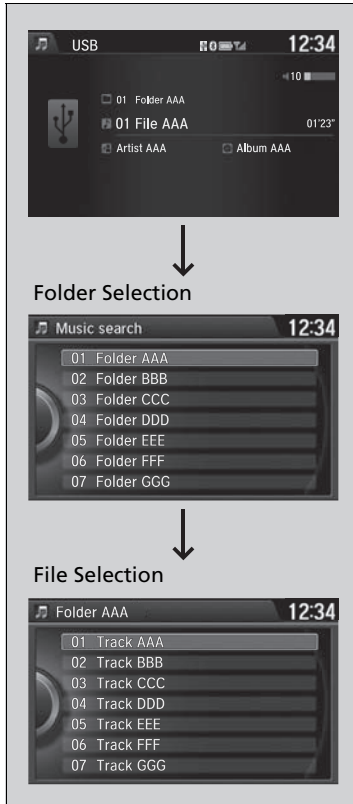 USB 12:34
10
01 Folder AAA
01 File AAA 01'23"
Artist AAA Album AAA
Folder Selection
Music search 12:34
01 Folder AAA
02 Folder BBB
03 Folder CCC
04 Folder DDD
05 Folder EEE
06 Folder FFF
07 Folder GGG
File Selection
Folder AAA 12:34
01 Track AAA
02 Track BBB
03 Track CCC
04 Track DDD
05 Track EEE
06 Track FFF
07 Track GGG